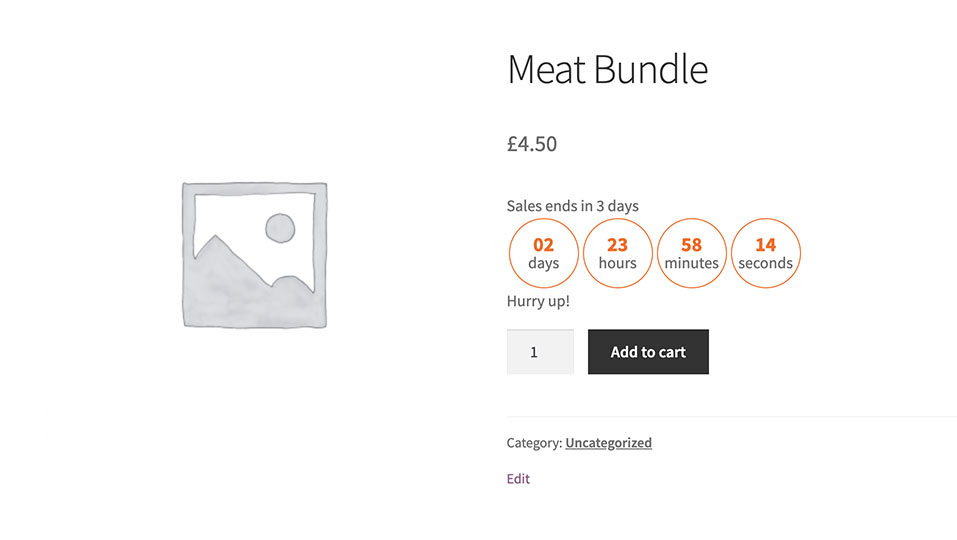 Meat Bundle
£4.50
Sales ends in 3 days
02 23 58 14
days hours minutes seconds
Hurry up!
1 Add to cart
Category: Uncategorized
Edit